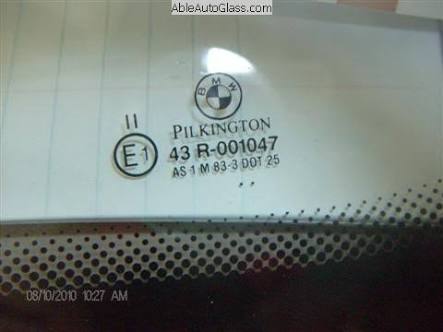 AbleAutoGlass.com
BMW
II
PILKINGTON
E1 43 R-001047
AS 1 M 83-3 DOT 25
08/10/2010 10:27 AM